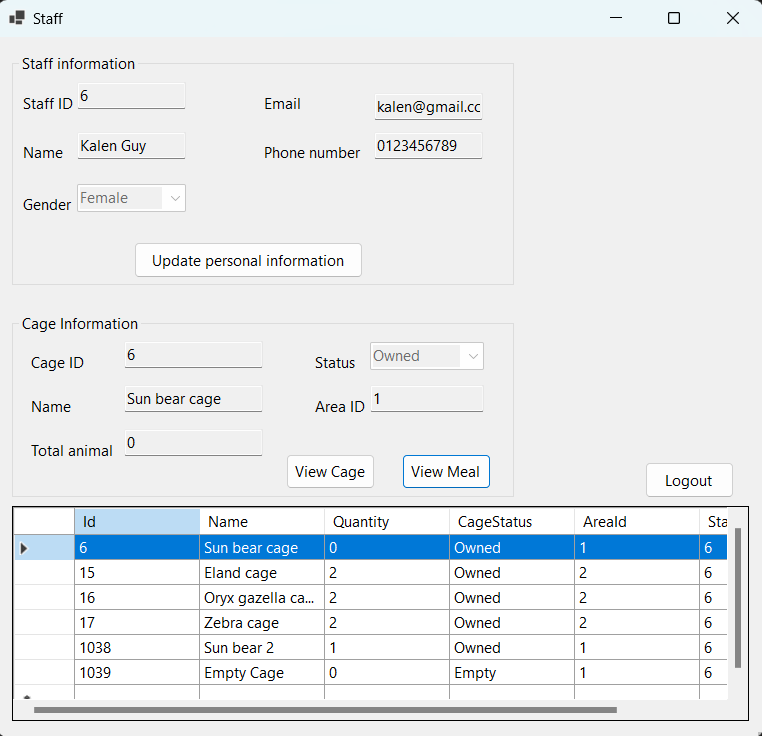 Staff
Staff information
Staff ID 6 Email kalen@gmail.cc
Name Kalen Guy Phone number 0123456789
Gender Female
Update personal information
Cage Information
Cage ID 6 Status Owned
Name Sun bear cage Area ID 1
Total animal 0
View Cage View Meal Logout
Id Name Quantity CageStatus AreaId Sta
6 Sun bear cage 0 Owned 1 6
15 Eland cage 2 Owned 2 6
16 Oryx gazella ca... 2 Owned 2 6
17 Zebra cage 2 Owned 2 6
1038 Sun bear 2 1 Owned 1 6
1039 Empty Cage 0 Empty 1 6